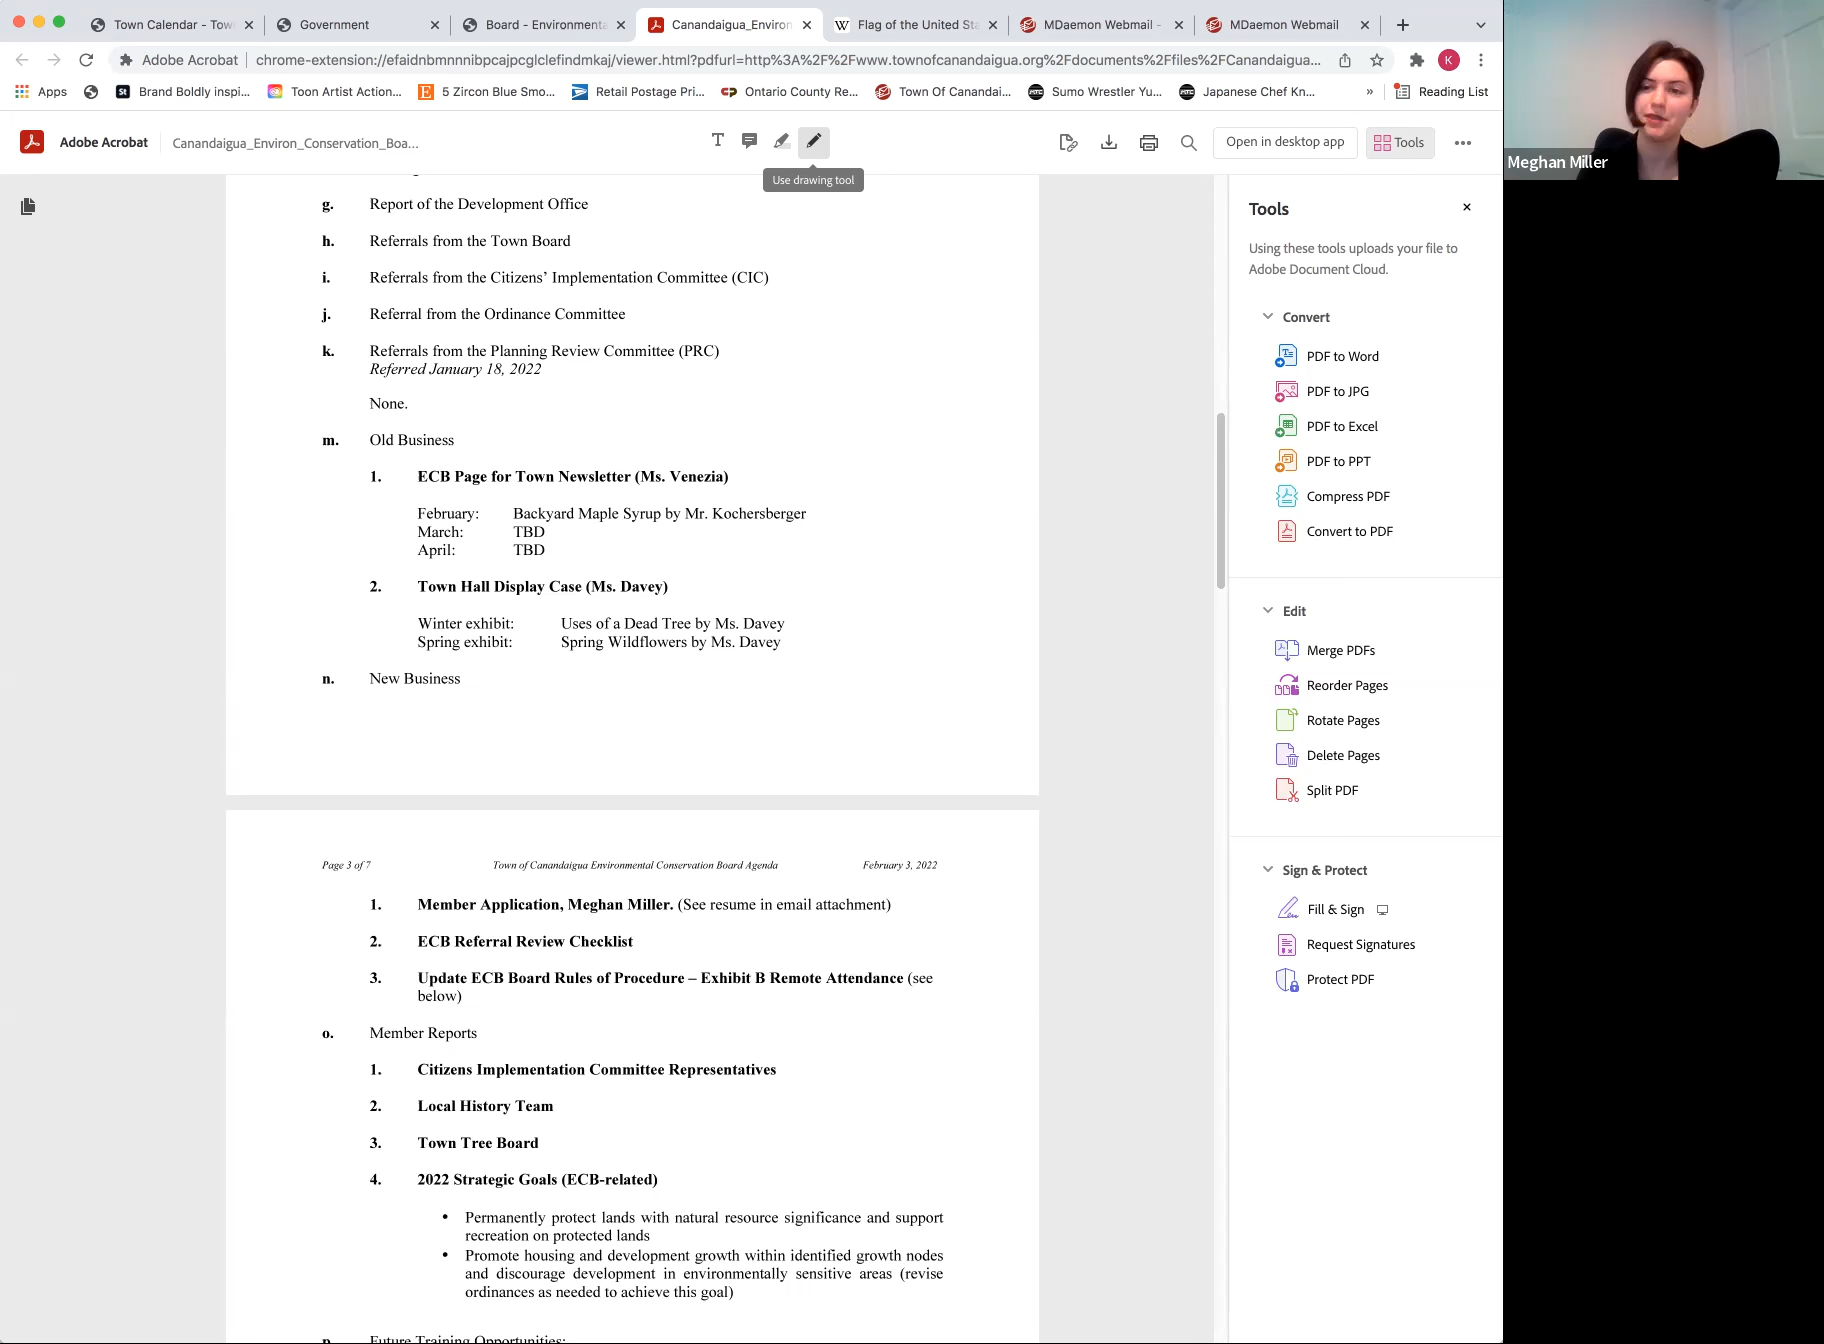 Town Calendar - Tow
Government
Board - Environmenta
Canandaigua_Environ
Flag of the United Sta
MDaemon Webmail -
MDaemon Webmail
Adobe Acrobat
chrome-extension://efaidnbmnnnibpcajpcglclefindmkaj/viewer.html?pdfurl=http%3A%2F%2Fwww.townofcanandaigua.org%2Fdocuments%2Ffiles%2FCanandaigua...
K
Apps
Brand Boldly inspi...
Toon Artist Action...
5 Zircon Blue Smo...
Retail Postage Pri...
Ontario County Re...
Town Of Canandai...
Sumo Wrestler Yu...
Japanese Chef Kn...
»
Reading List
Adobe Acrobat
Canandaigua_Environ_Conservation_Boa...
Open in desktop app
Tools
Use drawing tool
Meghan Miller
g. Report of the Development Office
h. Referrals from the Town Board
i. Referrals from the Citizens’ Implementation Committee (CIC)
j. Referral from the Ordinance Committee
k. Referrals from the Planning Review Committee (PRC)
Referred January 18, 2022
None.
m. Old Business
1. ECB Page for Town Newsletter (Ms. Venezia)
February: Backyard Maple Syrup by Mr. Kochersberger
March: TBD
April: TBD
2. Town Hall Display Case (Ms. Davey)
Winter exhibit: Uses of a Dead Tree by Ms. Davey
Spring exhibit: Spring Wildflowers by Ms. Davey
n. New Business
Page 3 of 7 Town of Canandaigua Environmental Conservation Board Agenda February 3, 2022
1. Member Application, Meghan Miller. (See resume in email attachment)
2. ECB Referral Review Checklist
3. Update ECB Board Rules of Procedure – Exhibit B Remote Attendance (see
below)
o. Member Reports
1. Citizens Implementation Committee Representatives
2. Local History Team
3. Town Tree Board
4. 2022 Strategic Goals (ECB-related)
• Permanently protect lands with natural resource significance and support
recreation on protected lands
• Promote housing and development growth within identified growth nodes
and discourage development in environmentally sensitive areas (revise
ordinances as needed to achieve this goal)
p. Future Training Opportunities:
Tools
Using these tools uploads your file to
Adobe Document Cloud.
Convert
PDF to Word
PDF to JPG
PDF to Excel
PDF to PPT
Compress PDF
Convert to PDF
Edit
Merge PDFs
Reorder Pages
Rotate Pages
Delete Pages
Split PDF
Sign & Protect
Fill & Sign
Request Signatures
Protect PDF